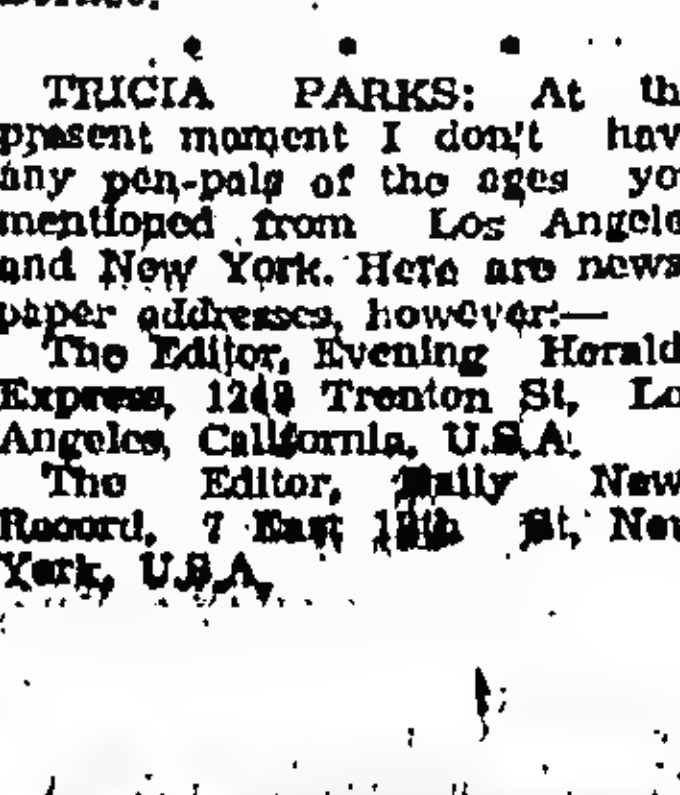 TRICIA PARKS: At th
present moment I don't hav
any pen-pals of the ages yo
mentioned from Los Angele
and New York. Here are news
paper addresses, however:—
The Editor, Evening Herald
Express, Trenton St, Lo
Angeles, California, U.S.A.
The Editor, Daily New
Record, 7 East St, New
York, U.S.A.